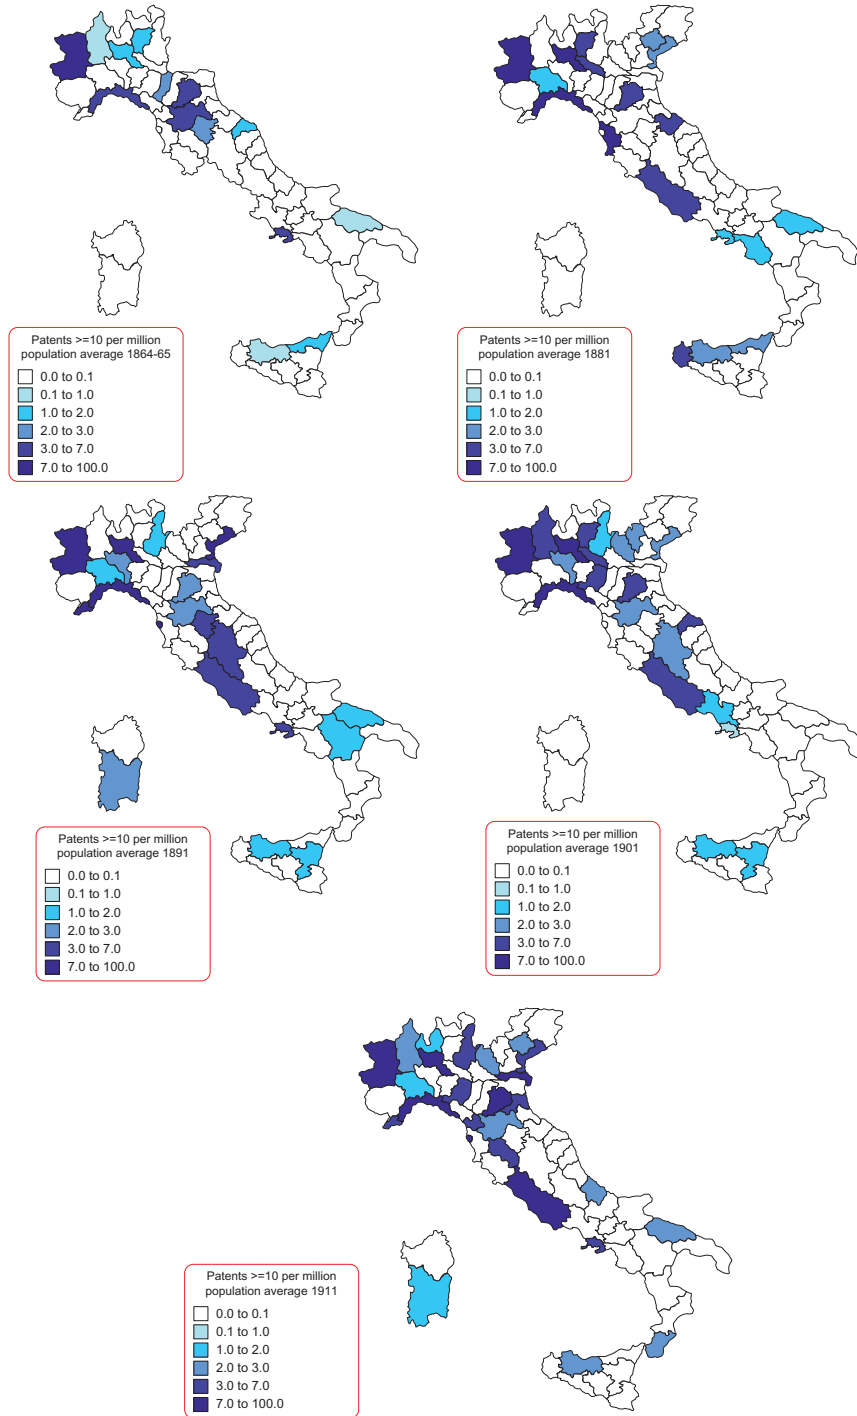 Patents >=10 per million
population average 1864-65
0.0 to 0.1
0.1 to 1.0
1.0 to 2.0
2.0 to 3.0
3.0 to 7.0
7.0 to 100.0
Patents >=10 per million
population average 1881
0.0 to 0.1
0.1 to 1.0
1.0 to 2.0
2.0 to 3.0
3.0 to 7.0
7.0 to 100.0
Patents >=10 per million
population average 1891
0.0 to 0.1
0.1 to 1.0
1.0 to 2.0
2.0 to 3.0
3.0 to 7.0
7.0 to 100.0
Patents >=10 per million
population average 1901
0.0 to 0.1
0.1 to 1.0
1.0 to 2.0
2.0 to 3.0
3.0 to 7.0
7.0 to 100.0
Patents >=10 per million
population average 1911
0.0 to 0.1
0.1 to 1.0
1.0 to 2.0
2.0 to 3.0
3.0 to 7.0
7.0 to 100.0